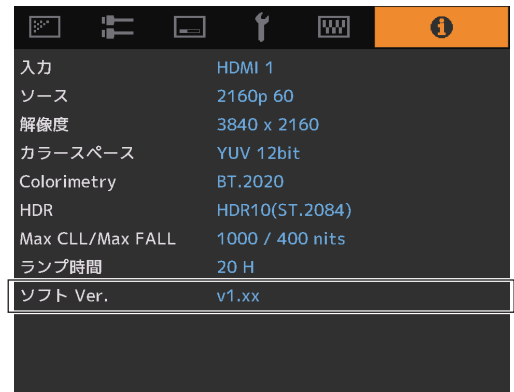 入力 HDMI 1
ソース 2160p 60
解像度 3840 x 2160
カラースペース YUV 12bit
Colorimetry BT.2020
HDR HDR10(ST.2084)
Max CLL/Max FALL 1000 / 400 nits
ランプ時間 20 H
ソフト Ver. v1.xx